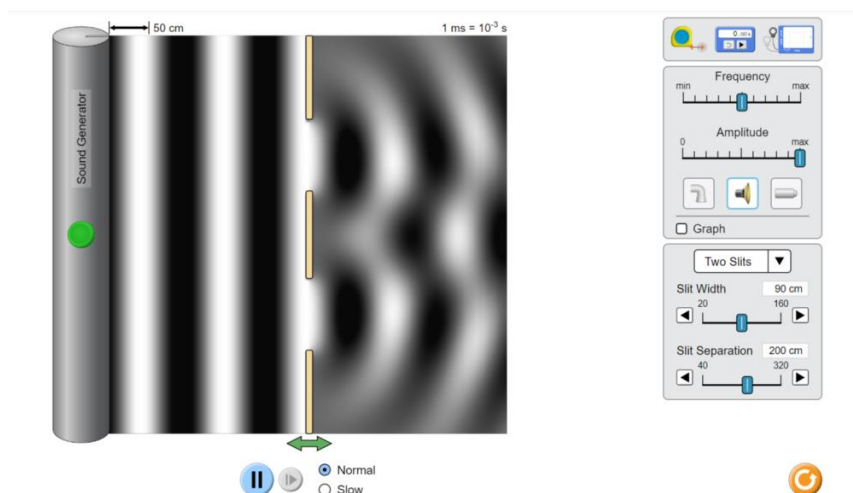 50 cm
1 ms = 10⁻³ s
Sound Generator
Frequency
min
max
Amplitude
0
max
Graph
Two Slits
Slit Width
90 cm
20
160
Slit Separation
200 cm
40
320
Normal
Slow